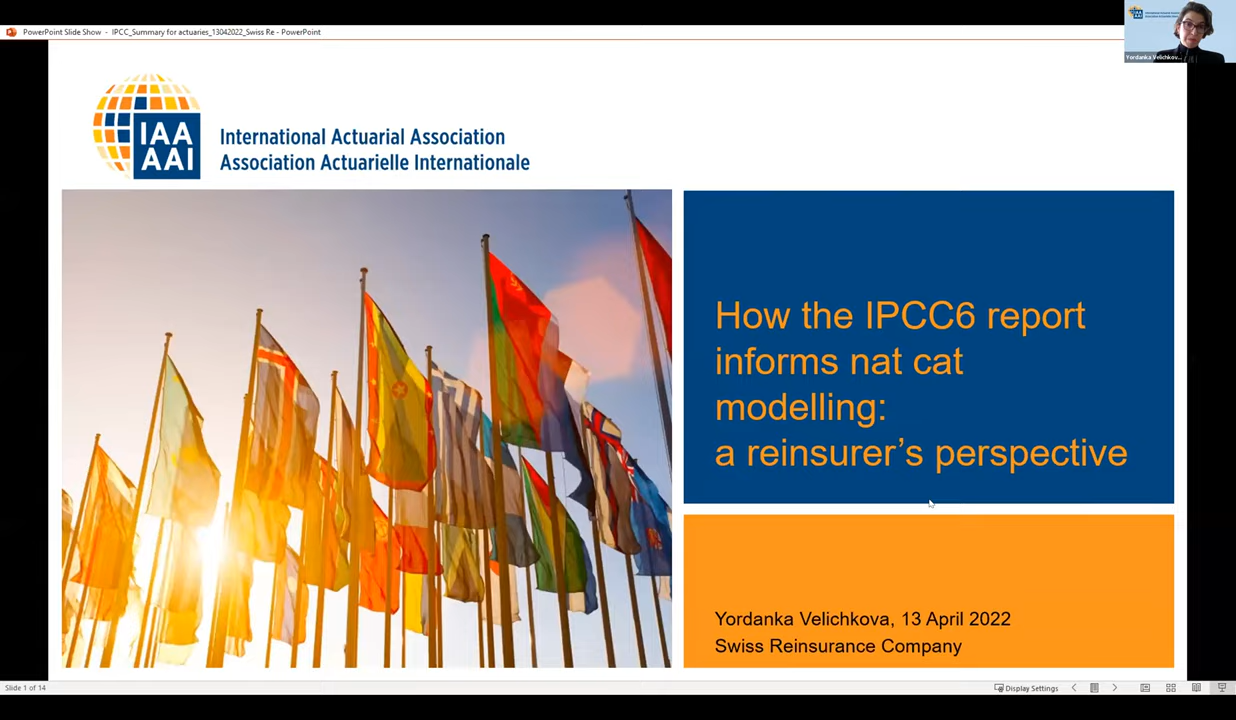 PowerPoint Slide Show - IPCC_Summary for actuaries_13042022_Swiss Re - PowerPoint
Yordanka Velichkov...
IAA
AAI
International Actuarial Association
Association Actuarielle Internationale
How the IPCC6 report
informs nat cat
modelling:
a reinsurer's perspective
Yordanka Velichkova, 13 April 2022
Swiss Reinsurance Company
Slide 1 of 14
Display Settings